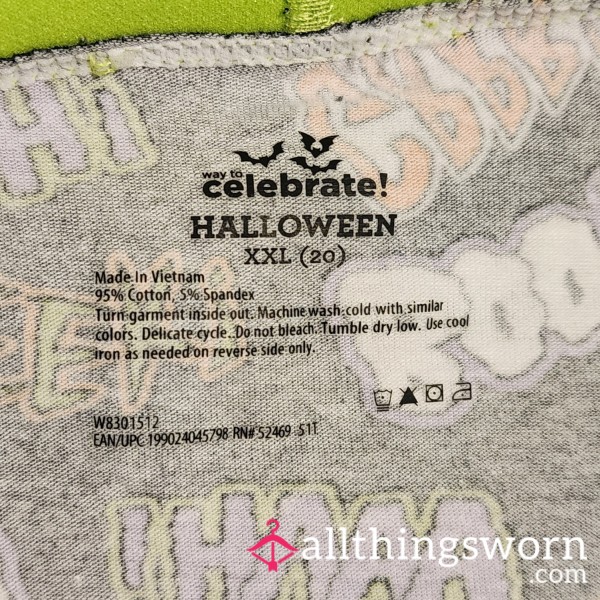 way to
celebrate!
HALLOWEEN
XXL (20)
Made In Vietnam
95% Cotton, 5% Spandex
Turn garment inside out. Machine wash cold with similar
colors. Delicate cycle. Do not bleach. Tumble dry low. Use cool
iron as needed on reverse side only.
W8301512
EAN/UPC 199024045798 RN# 52469 51T
allthingsworn
.com